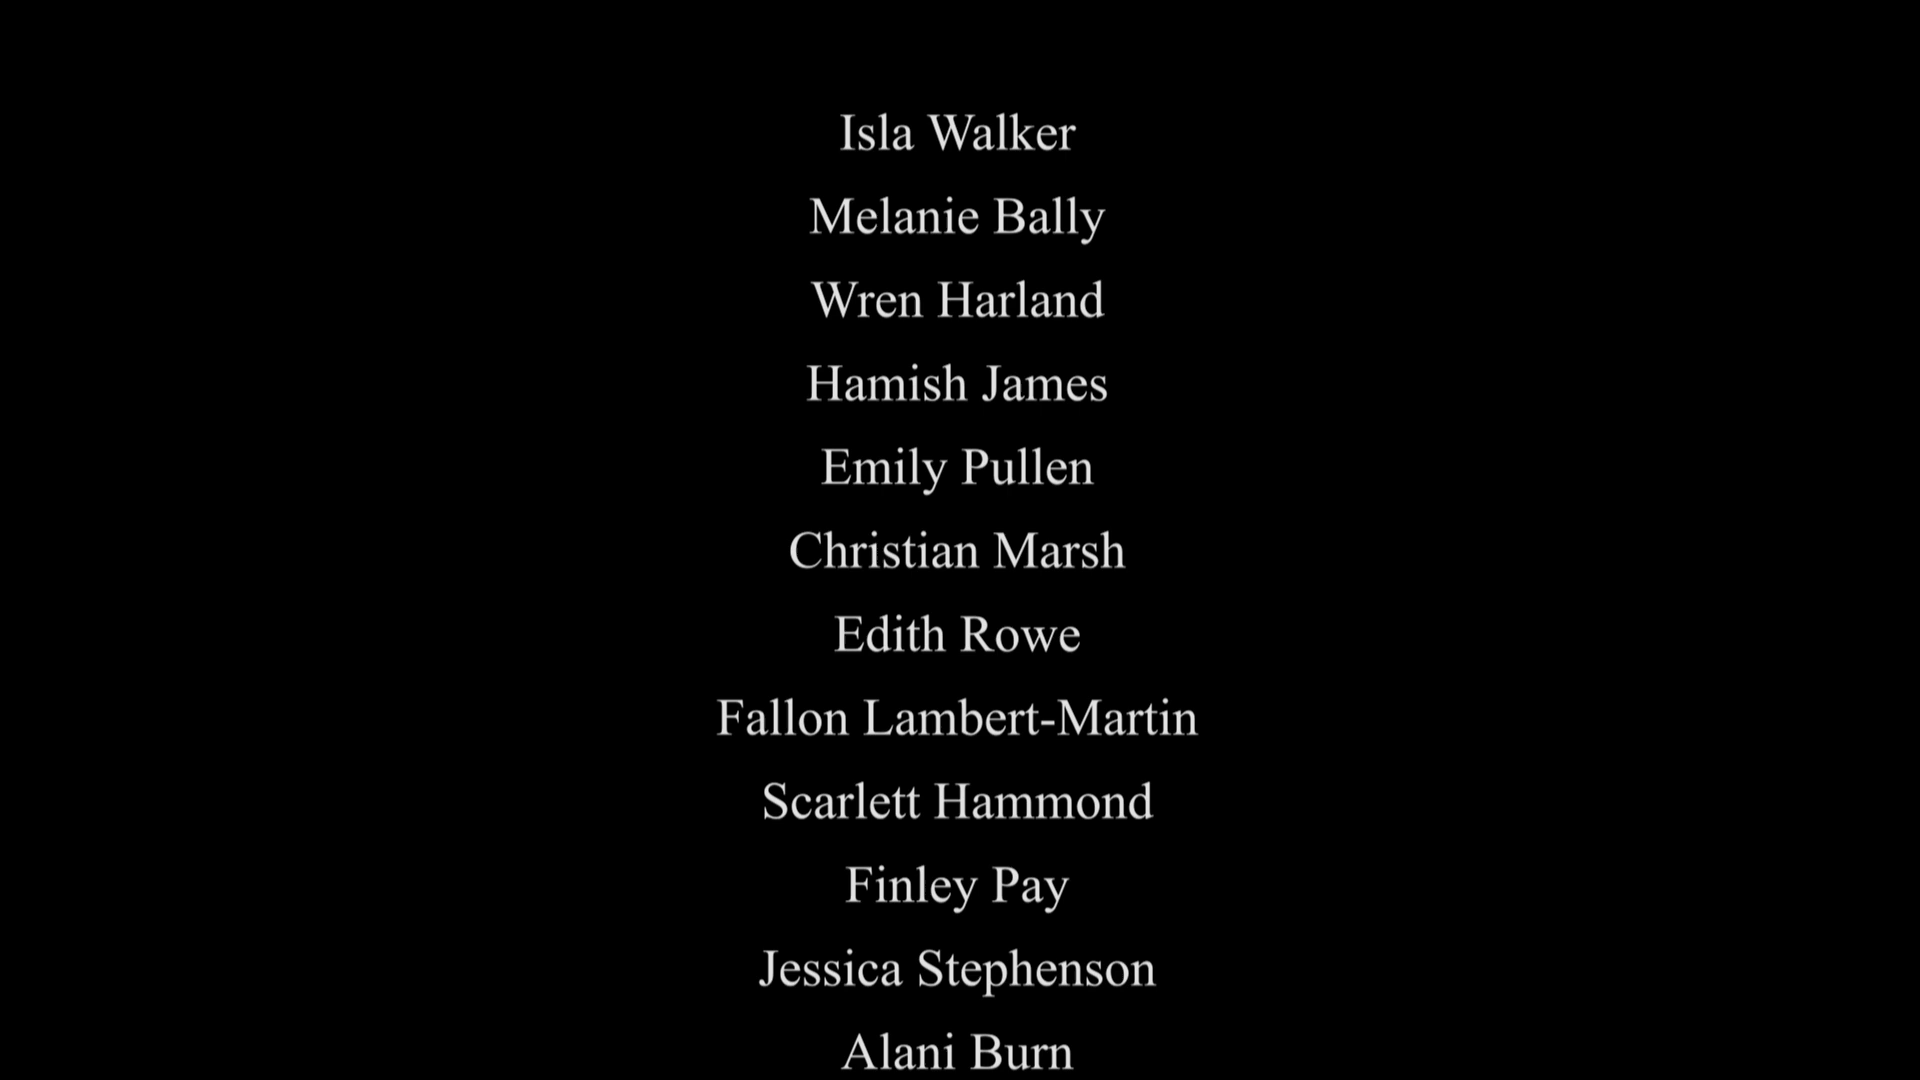 Isla Walker
Melanie Bally
Wren Harland
Hamish James
Emily Pullen
Christian Marsh
Edith Rowe
Fallon Lambert-Martin
Scarlett Hammond
Finley Pay
Jessica Stephenson
Alani Burn